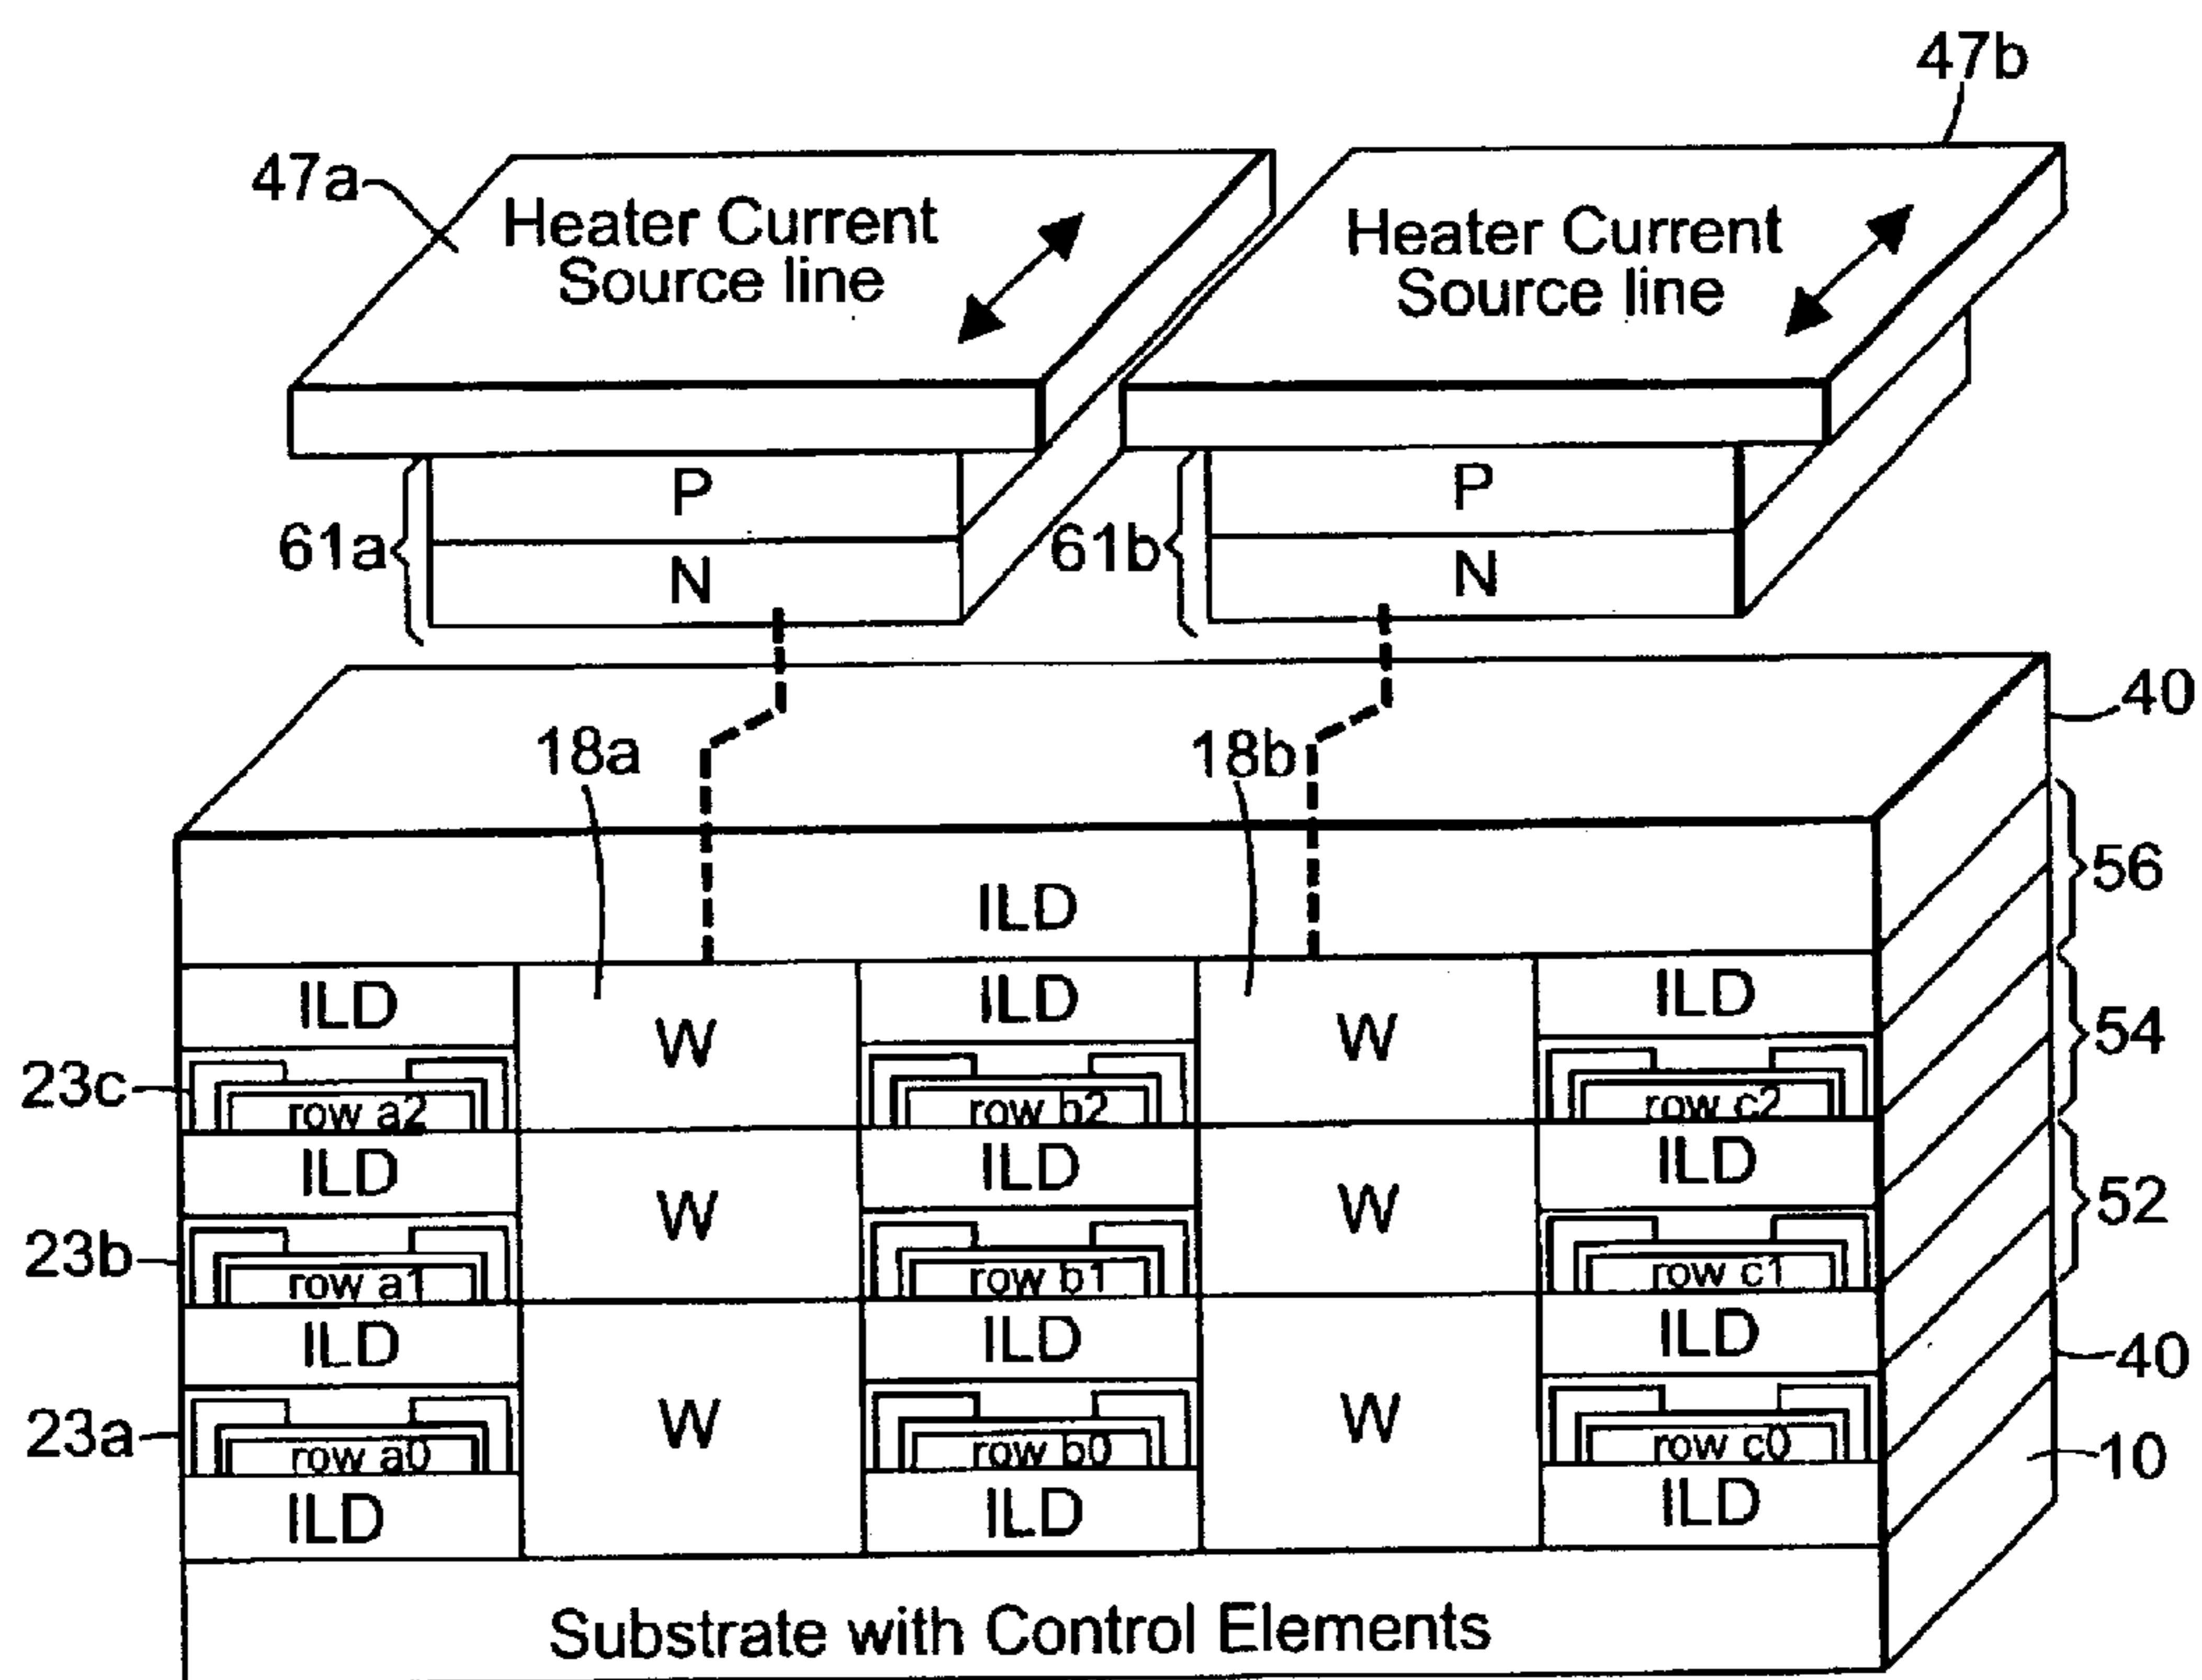 47b
47a
Heater Current
Source line
Heater Current
Source line
P
P
61a
61b
N
N
40
18a
18b
56
ILD
ILD
ILD
ILD
W
W
54
23c
row a2
row b2
row c2
ILD
ILD
ILD
W
W
52
23b
row a1
row b1
row c1
ILD
ILD
ILD
40
W
W
23a
row a0
row b0
row c0
10
ILD
ILD
ILD
Substrate with Control Elements